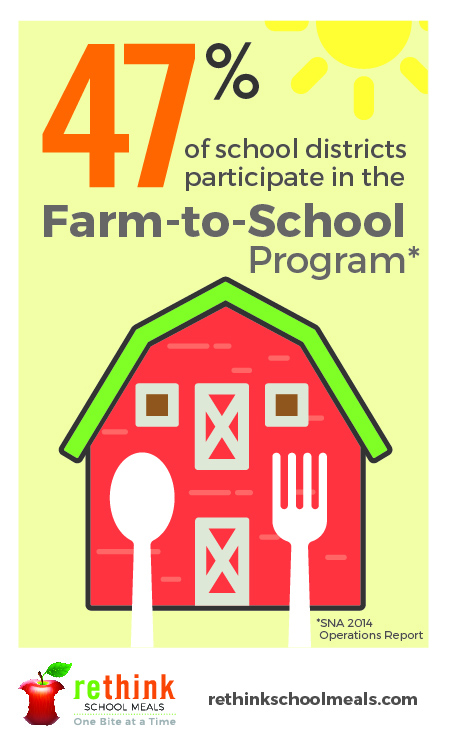 47%
of school districts
participate in the
Farm-to-School
Program*
*SNA 2014
Operations Report
rethink
SCHOOL MEALS
One Bite at a Time
rethinkschoolmeals.com